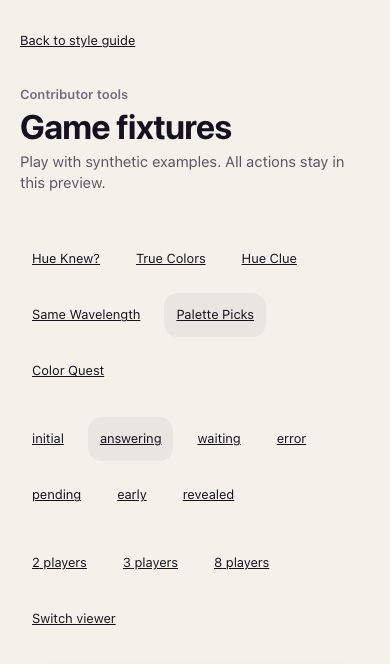 Back to style guide
Contributor tools
Game fixtures
Play with synthetic examples. All actions stay in
this preview.
Hue Knew? True Colors Hue Clue
Same Wavelength Palette Picks
Color Quest
initial answering waiting error
pending early revealed
2 players 3 players 8 players
Switch viewer